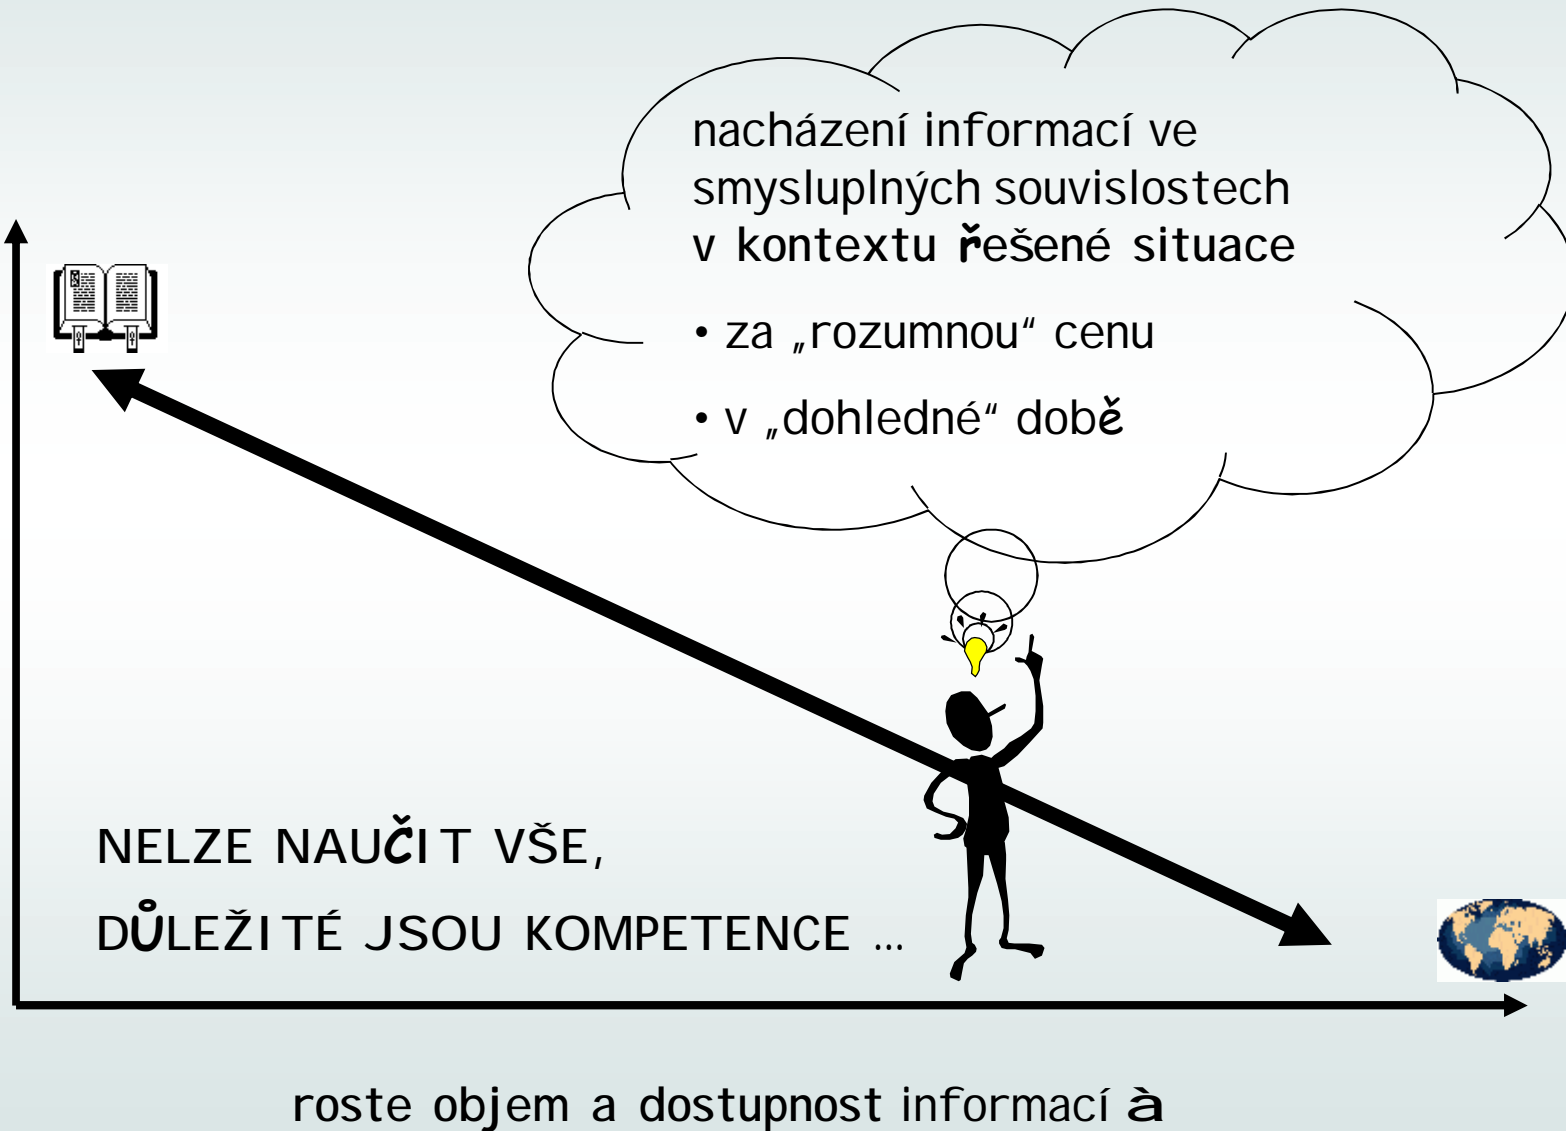 nacházení informací ve
smysluplných souvislostech
v kontextu řešené situace
• za „rozumnou“ cenu
• v „dohledné“ době
NELZE NAUČIT VŠE,
DŮLEŽITÉ JSOU KOMPETENCE ...
roste objem a dostupnost informací à